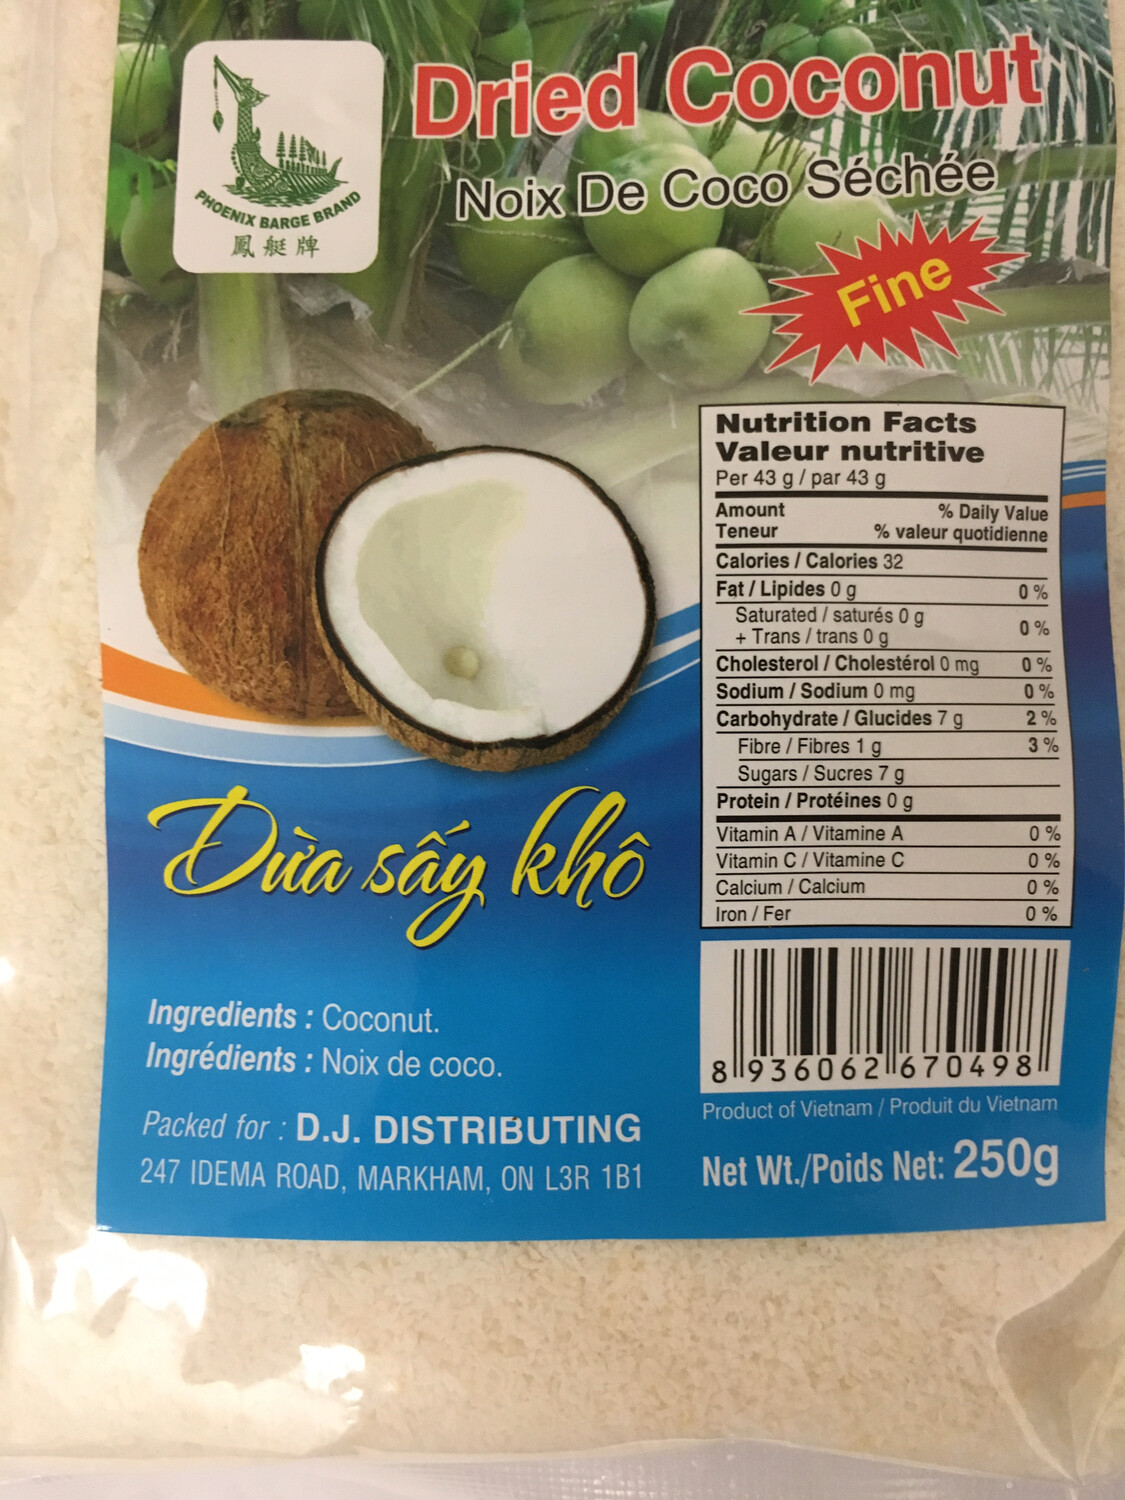 Dried Coconut
Noix De Coco Séchée
PHOENIX BARGE BRAND
鳳艇牌
Fine
Nutrition Facts
Valeur nutritive
Per 43 g / par 43 g
Amount % Daily Value
Teneur % valeur quotidienne
Calories / Calories 32
Fat / Lipides 0 g 0 %
Saturated / saturés 0 g
+ Trans / trans 0 g 0 %
Cholesterol / Cholestérol 0 mg 0 %
Sodium / Sodium 0 mg 0 %
Carbohydrate / Glucides 7 g 2 %
Fibre / Fibres 1 g 3 %
Sugars / Sucres 7 g
Protein / Protéines 0 g
Vitamin A / Vitamine A 0 %
Vitamin C / Vitamine C 0 %
Calcium / Calcium 0 %
Iron / Fer 0 %
Dừa sấy khô
Ingredients : Coconut.
Ingrédients : Noix de coco.
Packed for : D.J. DISTRIBUTING
247 IDEMA ROAD, MARKHAM, ON L3R 1B1
8 936062 670498
Product of Vietnam / Produit du Vietnam
Net Wt./Poids Net: 250g